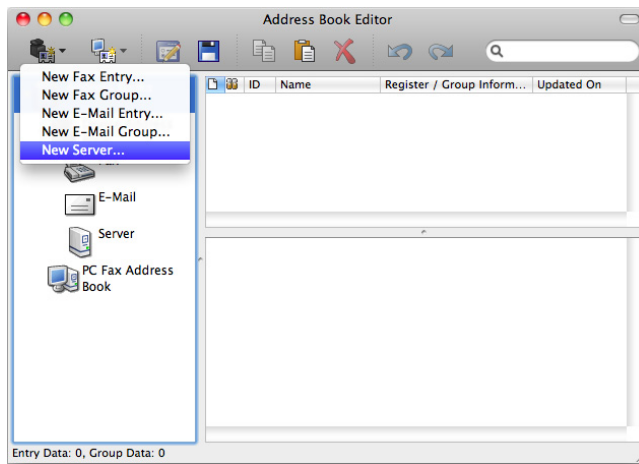 Address Book Editor
New Fax Entry...
New Fax Group...
New E-Mail Entry...
New E-Mail Group...
New Server...
ID Name Register / Group Inform... Updated On
E-Mail
Server
PC Fax Address
Book
Entry Data: 0, Group Data: 0